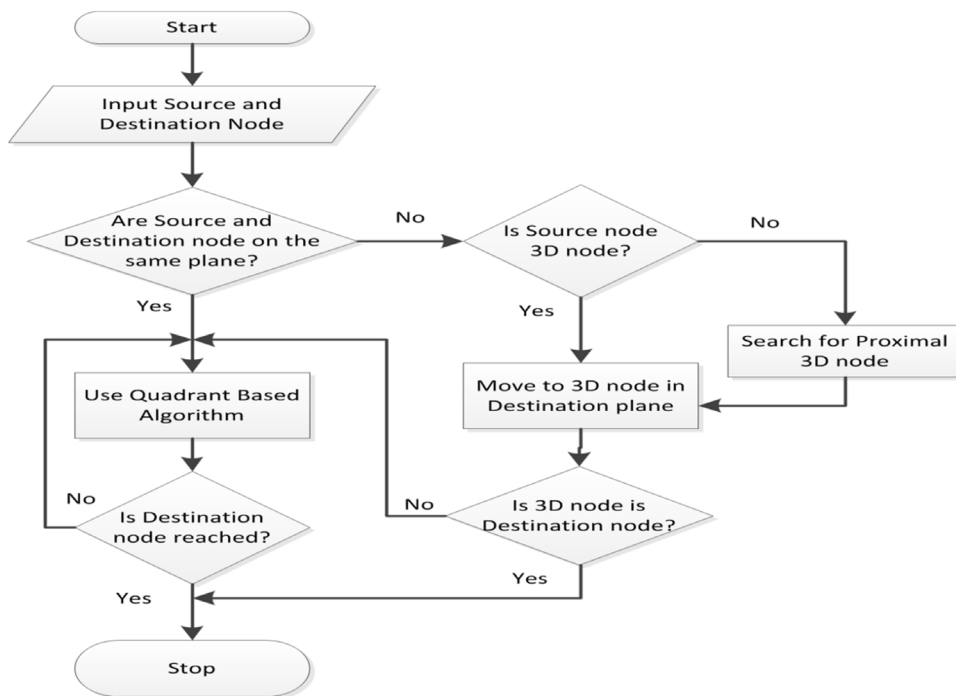 Start
Input Source and
Destination Node
Are Source and
Destination node on the
same plane?
No
Is Source node
3D node?
No
Yes
Yes
Search for Proximal
3D node
Use Quadrant Based
Algorithm
Move to 3D node in
Destination plane
No
Is Destination
node reached?
No
Is 3D node is
Destination node?
Yes
Yes
Stop